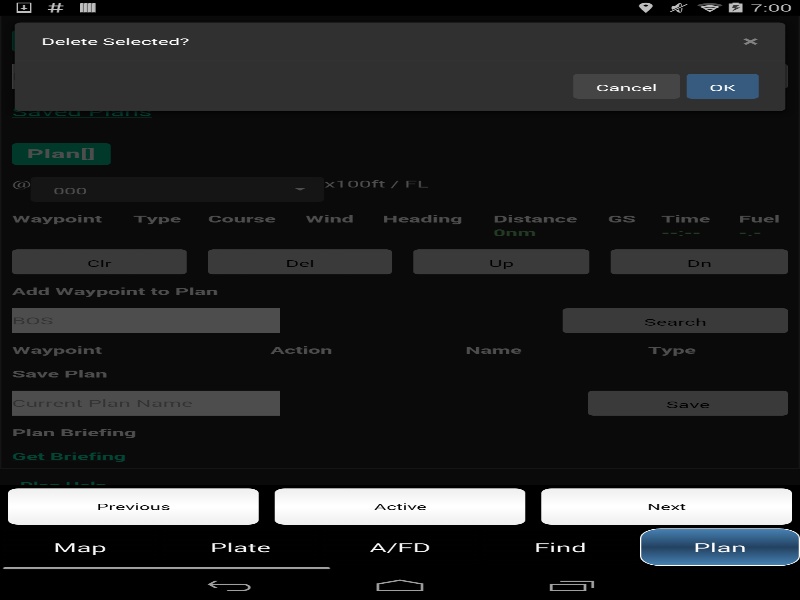 7:00
Delete Selected?
Cancel OK
Saved Plans
Plan[]
@ 000 x100ft / FL
Waypoint Type Course Wind Heading Distance GS Time Fuel
0nm --:-- -.-
Clr Del Up Dn
Add Waypoint to Plan
BOS Search
Waypoint Action Name Type
Save Plan
Current Plan Name Save
Plan Briefing
Get Briefing
Plan Help
Previous Active Next
Map Plate A/FD Find Plan